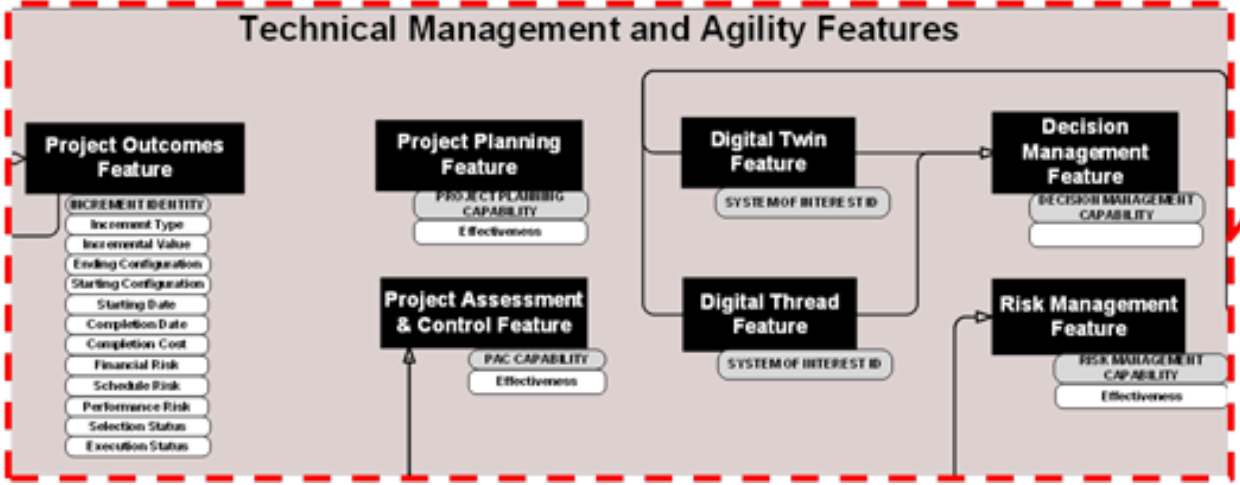 Technical Management and Agility Features
Project Outcomes
Feature
INCREMENT IDENTITY
Increment Type
Incremental Value
Ending Configuration
Starting Configuration
Starting Date
Completion Date
Completion Cost
Financial Risk
Schedule Risk
Performance Risk
Selection Status
Execution Status
Project Planning
Feature
PROJECT PLANNING
CAPABILITY
Effectiveness
Project Assessment
& Control Feature
PAC CAPABILITY
Effectiveness
Digital Twin
Feature
SYSTEM OF INTEREST ID
Digital Thread
Feature
SYSTEM OF INTEREST ID
Decision
Management
Feature
DECISION MANAGEMENT
CAPABILITY
Risk Management
Feature
RISK MANAGEMENT
CAPABILITY
Effectiveness